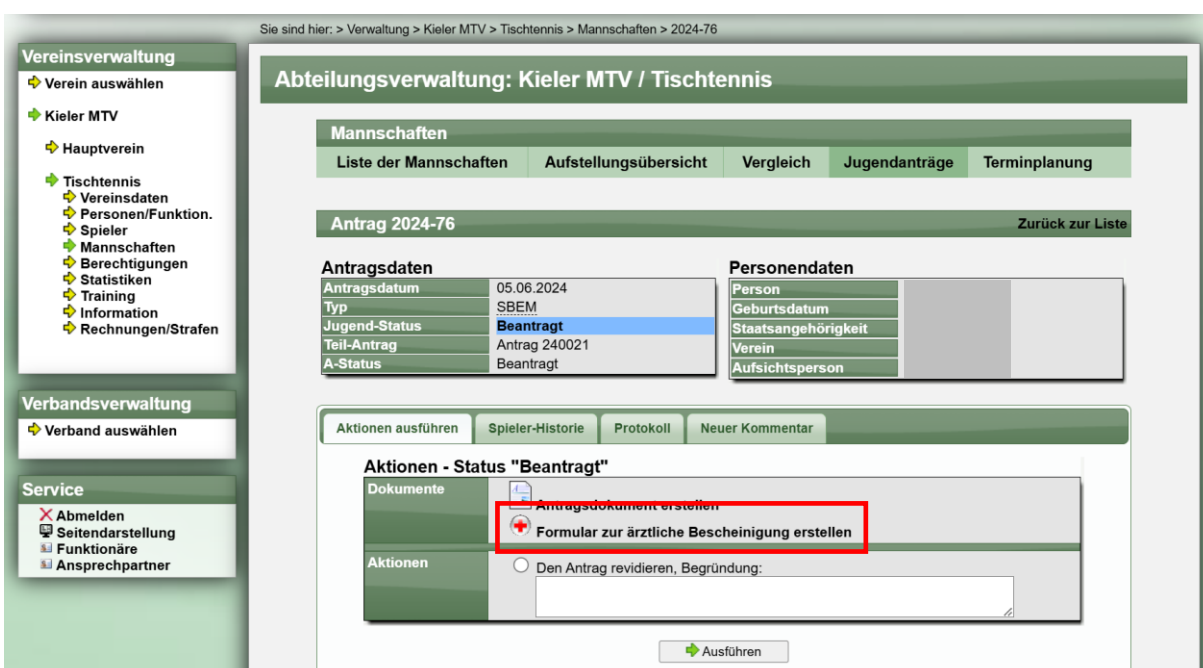 Sie sind hier: > Verwaltung > Kieler MTV > Tischtennis > Mannschaften > 2024-76
Vereinsverwaltung
Verein auswählen
Kieler MTV
Hauptverein
Tischtennis
Vereinsdaten
Personen/Funktion.
Spieler
Mannschaften
Berechtigungen
Statistiken
Training
Information
Rechnungen/Strafen
Verbandsverwaltung
Verband auswählen
Service
Abmelden
Seitendarstellung
Funktionäre
Ansprechpartner
Abteilungsverwaltung: Kieler MTV / Tischtennis
Mannschaften
Liste der Mannschaften Aufstellungsübersicht Vergleich Jugendanträge Terminplanung
Antrag 2024-76 Zurück zur Liste
Antragsdaten
Antragsdatum 05.06.2024
Typ SBEM
Jugend-Status Beantragt
Teil-Antrag Antrag 240021
A-Status Beantragt
Personendaten
Person
Geburtsdatum
Staatsangehörigkeit
Verein
Aufsichtsperson
Aktionen ausführen Spieler-Historie Protokoll Neuer Kommentar
Aktionen - Status "Beantragt"
Dokumente Antragsdokument erstellen
Formular zur ärztliche Bescheinigung erstellen
Aktionen Den Antrag revidieren, Begründung:
Ausführen